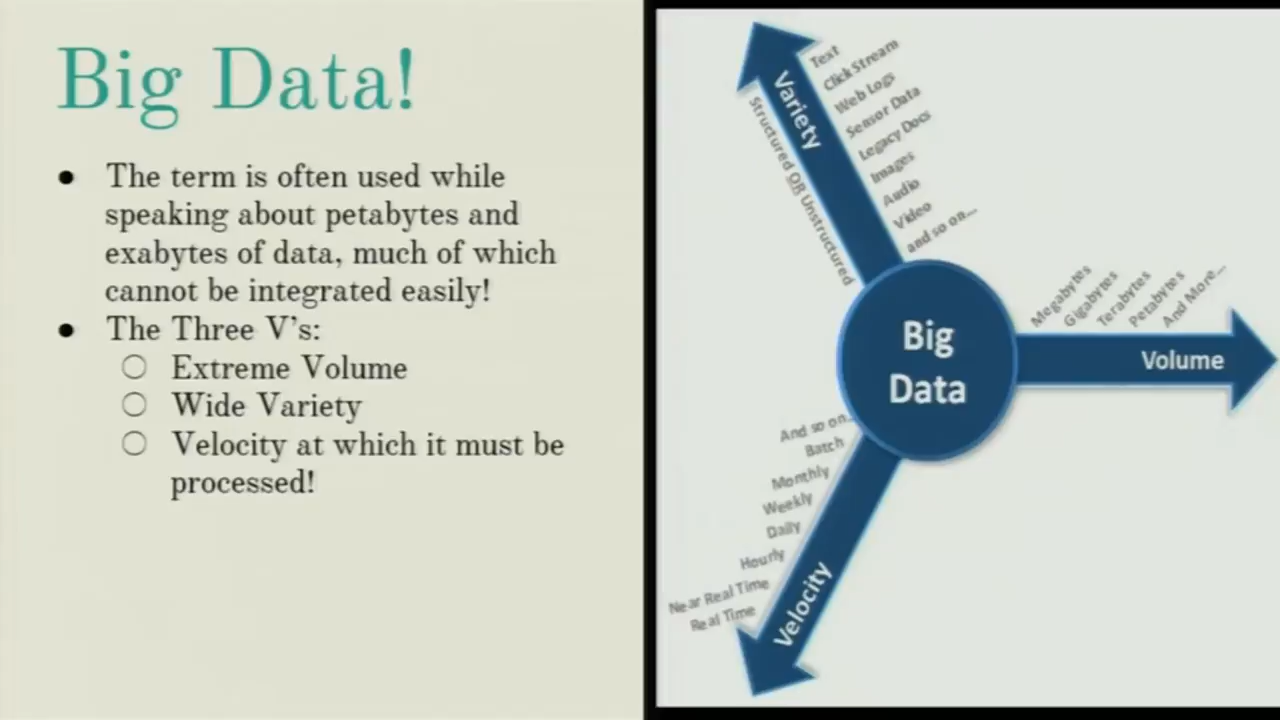 Big Data!
● The term is often used while
speaking about petabytes and
exabytes of data, much of which
cannot be integrated easily!
● The Three V's:
○ Extreme Volume
○ Wide Variety
○ Velocity at which it must be
processed!
Variety
Structured OR Unstructured
Text
Click Stream
Web Logs
Sensor Data
Legacy Docs
Images
Audio
Video
and so on...
Big
Data
Megabytes
Gigabytes
Terabytes
Petabytes
And More...
Volume
And so on...
Batch
Monthly
Weekly
Daily
Hourly
Near Real Time
Real Time
Velocity